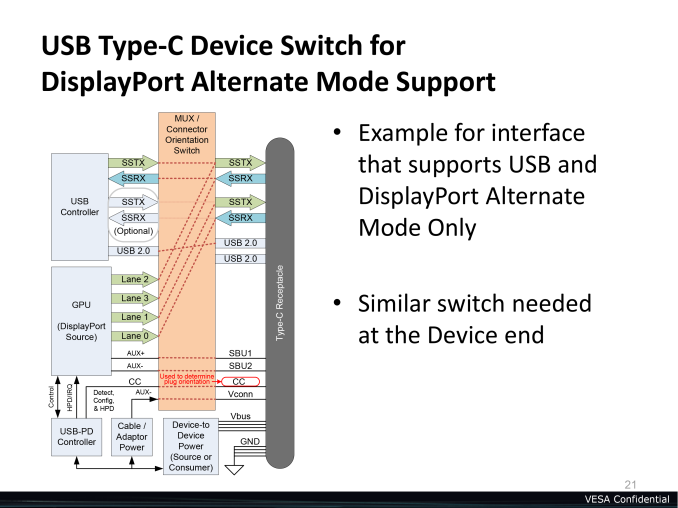 USB Type-C Device Switch for
DisplayPort Alternate Mode Support
MUX /
Connector
Orientation
Switch
USB
Controller
SSTX
SSRX
SSTX
SSRX
(Optional)
USB 2.0
SSTX
SSRX
SSTX
SSRX
USB 2.0
USB 2.0
GPU
(DisplayPort
Source)
Lane 2
Lane 3
Lane 1
Lane 0
AUX+
AUX-
CC
AUX-
Used to determine
plug orientation
SBU1
SBU2
CC
Vconn
Type-C Receptacle
Control
HPD/IRQ
Detect,
Config,
& HPD
USB-PD
Controller
Cable /
Adaptor
Power
Device-to
Device
Power
(Source or
Consumer)
Vbus
GND
• Example for interface
that supports USB and
DisplayPort Alternate
Mode Only
• Similar switch needed
at the Device end
21
VESA Confidential